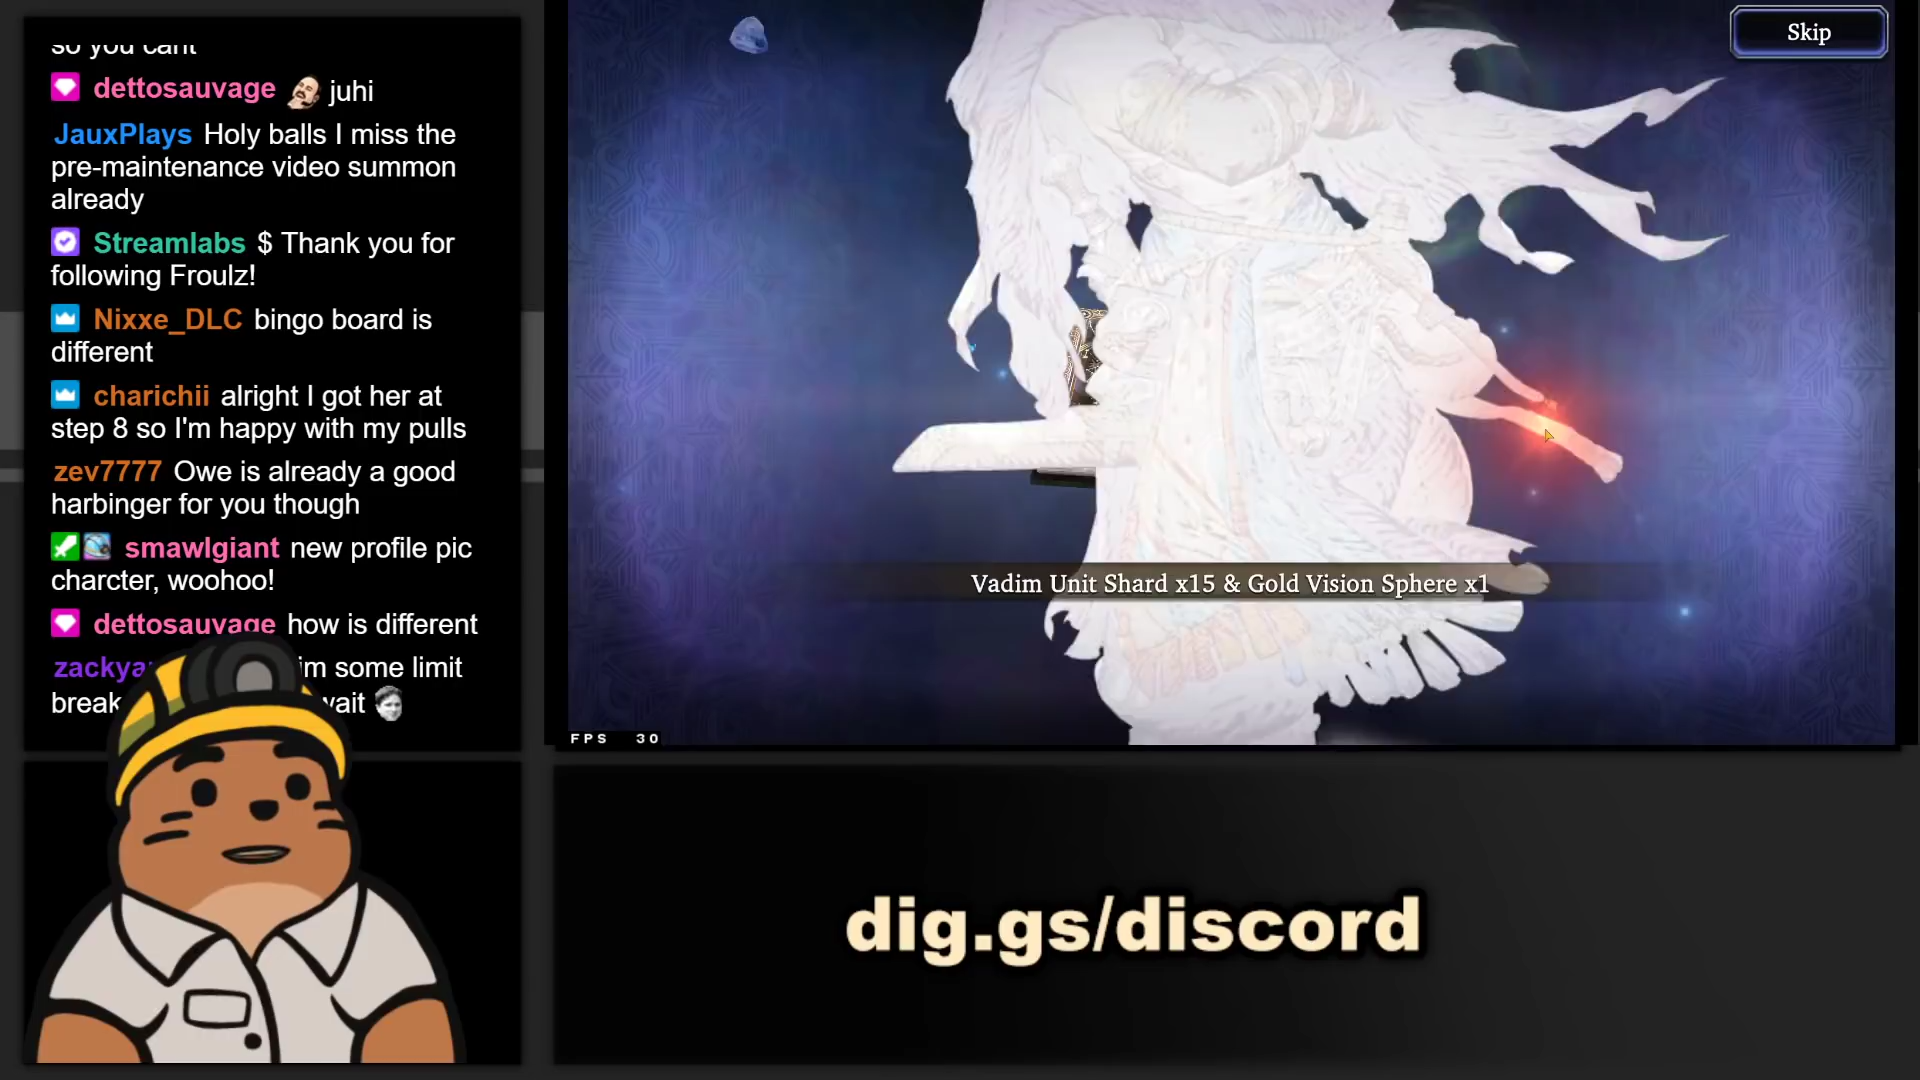 so you cant
dettosauvage juhi
JauxPlays Holy balls I miss the
pre-maintenance video summon
already
Streamlabs $ Thank you for
following Froulz!
Nixxe_DLC bingo board is
different
charichii alright I got her at
step 8 so I'm happy with my pulls
zev7777 Owe is already a good
harbinger for you though
smawlgiant new profile pic
charcter, woohoo!
dettosauvage how is different
some limit
break
Skip
Vadim Unit Shard x15 & Gold Vision Sphere x1
FPS 30
dig.gs/discord